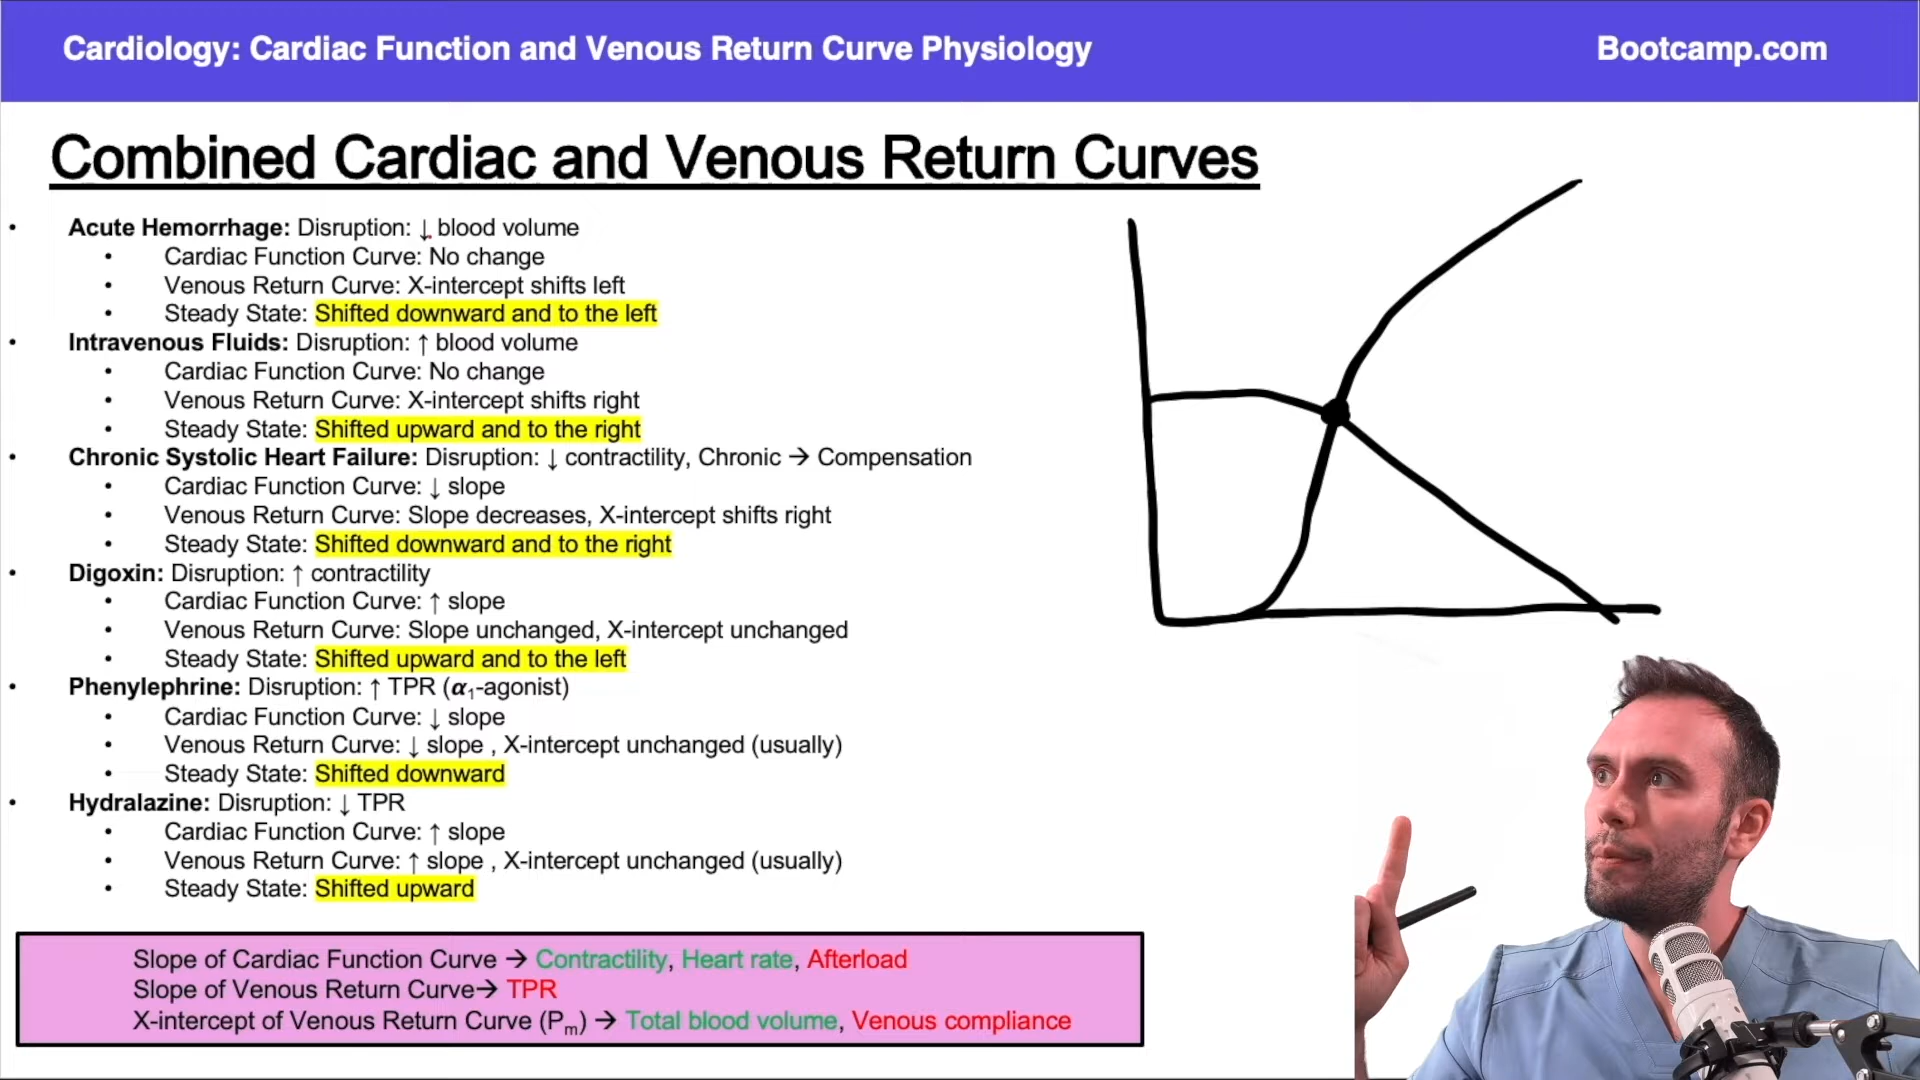 Cardiology: Cardiac Function and Venous Return Curve Physiology
Bootcamp.com
Combined Cardiac and Venous Return Curves
• Acute Hemorrhage: Disruption: ↓ blood volume
• Cardiac Function Curve: No change
• Venous Return Curve: X-intercept shifts left
• Steady State: Shifted downward and to the left
• Intravenous Fluids: Disruption: ↑ blood volume
• Cardiac Function Curve: No change
• Venous Return Curve: X-intercept shifts right
• Steady State: Shifted upward and to the right
• Chronic Systolic Heart Failure: Disruption: ↓ contractility, Chronic → Compensation
• Cardiac Function Curve: ↓ slope
• Venous Return Curve: Slope decreases, X-intercept shifts right
• Steady State: Shifted downward and to the right
• Digoxin: Disruption: ↑ contractility
• Cardiac Function Curve: ↑ slope
• Venous Return Curve: Slope unchanged, X-intercept unchanged
• Steady State: Shifted upward and to the left
• Phenylephrine: Disruption: ↑ TPR (α₁-agonist)
• Cardiac Function Curve: ↓ slope
• Venous Return Curve: ↓ slope , X-intercept unchanged (usually)
• Steady State: Shifted downward
• Hydralazine: Disruption: ↓ TPR
• Cardiac Function Curve: ↑ slope
• Venous Return Curve: ↑ slope , X-intercept unchanged (usually)
• Steady State: Shifted upward
Slope of Cardiac Function Curve → Contractility, Heart rate, Afterload
Slope of Venous Return Curve→ TPR
X-intercept of Venous Return Curve (Pₘ) → Total blood volume, Venous compliance